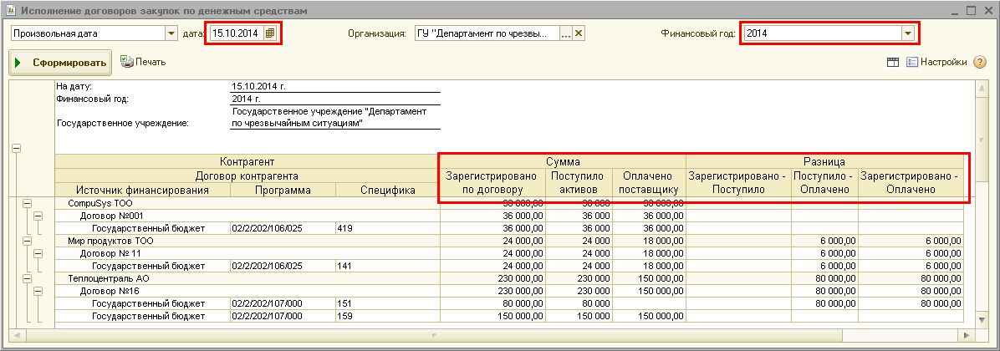 Исполнение договоров закупок по денежным средствам
Произвольная дата дата: 15.10.2014 Организация: ГУ "Департамент по чрезвы... ... Финансовый год: 2014
Сформировать Печать Настройки
На дату: 15.10.2014 г.
Финансовый год: 2014 г.
Государственное учреждение "Департамент
Государственное учреждение: по чрезвычайным ситуациям"
Контрагент Сумма Разница
Договор контрагента Зарегистрировано Поступило Оплачено Зарегистрировано - Поступило - Зарегистрировано -
Источник финансирования Программа Специфика по договору активов поставщику Поступило Оплачено Оплачено
CompuSys ТОО 36 000,00 36 000 36 000,00
Договор №001 36 000,00 36 000 36 000,00
Государственный бюджет 02/2/202/106/025 419 36 000,00 36 000 36 000,00
Мир продуктов ТОО 24 000,00 24 000 18 000,00 6 000,00 6 000,00
Договор № 11 24 000,00 24 000 18 000,00 6 000,00 6 000,00
Государственный бюджет 02/2/202/106/025 141 24 000,00 24 000 18 000,00 6 000,00 6 000,00
Теплоцентраль АО 230 000,00 230 000 150 000,00 80 000,00 80 000,00
Договор №16 230 000,00 230 000 150 000,00 80 000,00 80 000,00
Государственный бюджет 02/2/202/107/000 151 80 000,00 80 000 80 000,00 80 000,00
Государственный бюджет 02/2/202/107/000 159 150 000,00 150 000 150 000,00